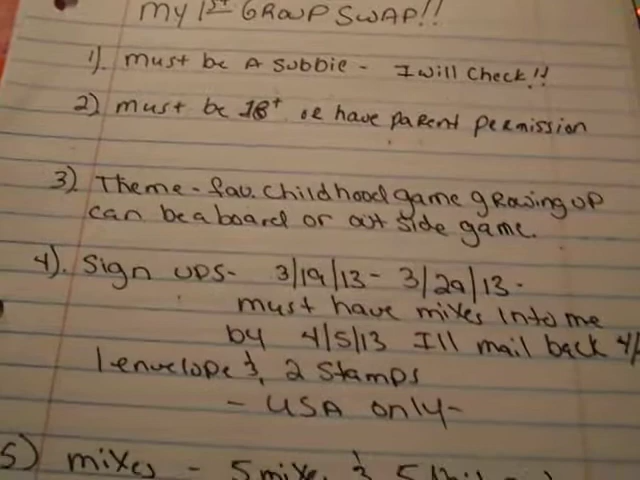 My 1st GROUP SWAP!!
1). must be A Subbie - I will check!!
2) must be 18+ or have parent permission
3) Theme - fav. childhood game growing up
can be a board or out side game.
4). Sign ups - 3/19/13 - 3/29/13 -
must have mixes into me
by 4/5/13 I'll mail back 4/
1 envelope & 2 stamps
- USA only -
5) mixes - 5 mixe &